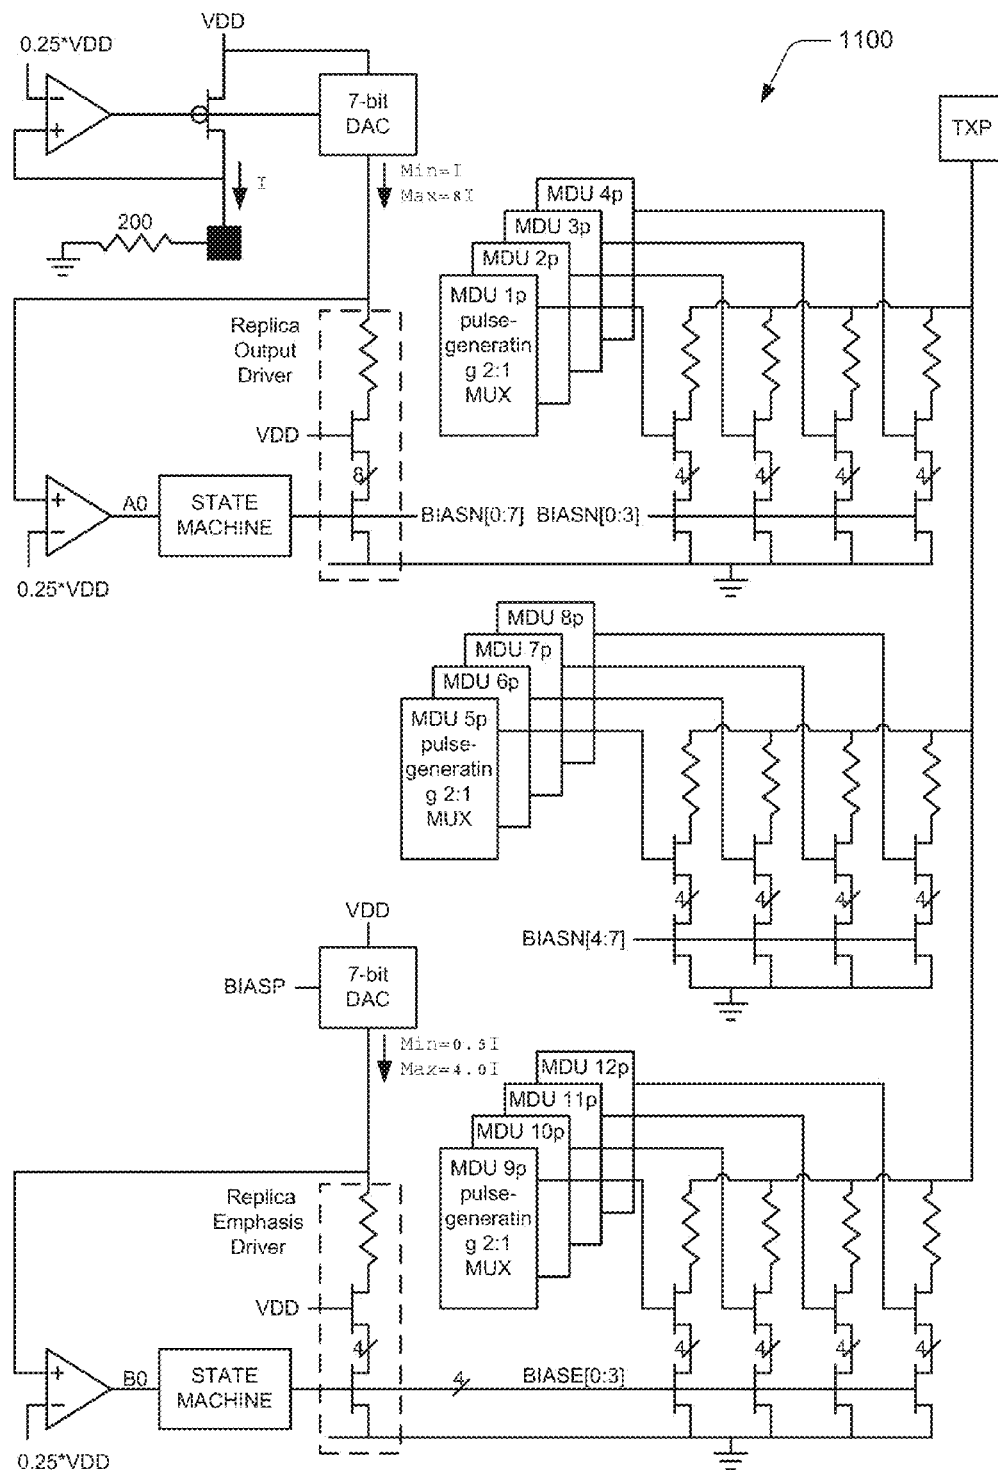 VDD
0.25*VDD
1100
7-bit
DAC
TXP
I
Min=I
Max=8I
200
MDU 4p
MDU 3p
MDU 2p
MDU 1p
pulse-
generatin
g 2:1
MUX
Replica
Output
Driver
VDD
8
4
4
4
4
A0
STATE
MACHINE
BIASN[0:7]
BIASN[0:3]
0.25*VDD
MDU 8p
MDU 7p
MDU 6p
MDU 5p
pulse-
generatin
g 2:1
MUX
4
4
4
4
BIASN[4:7]
VDD
BIASP
7-bit
DAC
Min=0.5I
Max=4.0I
MDU 12p
MDU 11p
MDU 10p
MDU 9p
pulse-
generatin
g 2:1
MUX
Replica
Emphasis
Driver
VDD
4
4
4
4
4
B0
STATE
MACHINE
4
BIASE[0:3]
0.25*VDD